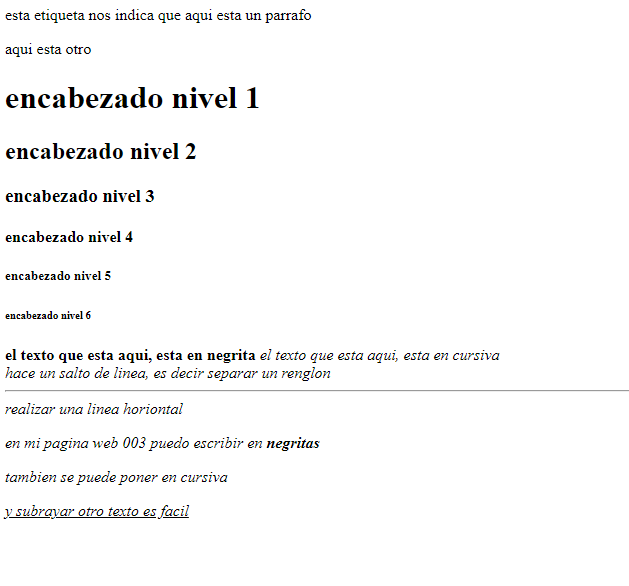 esta etiqueta nos indica que aqui esta un parrafo
aqui esta otro
encabezado nivel 1
encabezado nivel 2
encabezado nivel 3
encabezado nivel 4
encabezado nivel 5
encabezado nivel 6
el texto que esta aqui, esta en negrita el texto que esta aqui, esta en cursiva
hace un salto de linea, es decir separar un renglon
realizar una linea horiontal
en mi pagina web 003 puedo escribir en negritas
tambien se puede poner en cursiva
y subrayar otro texto es facil